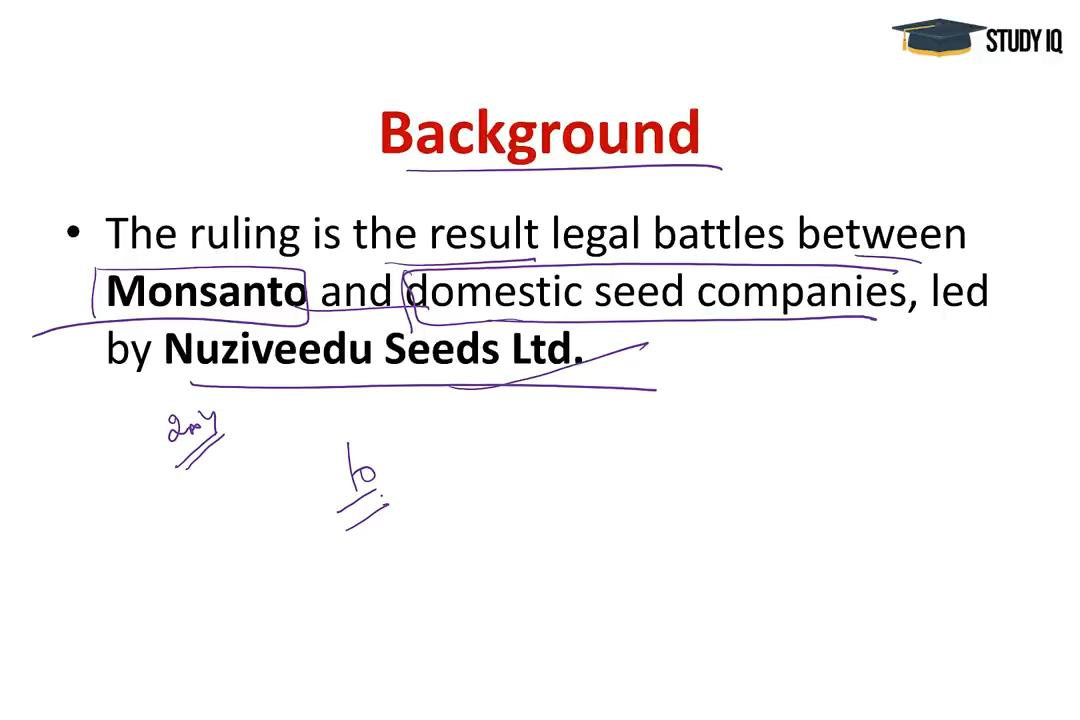 STUDY IQ
Background
• The ruling is the result legal battles between
Monsanto and domestic seed companies, led
by Nuziveedu Seeds Ltd.